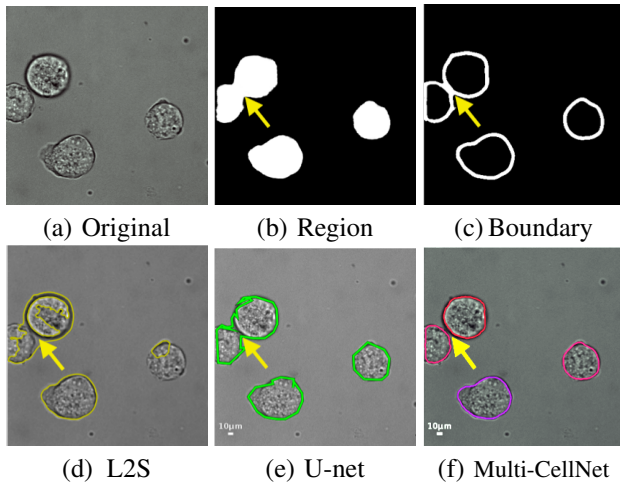 (a) Original
(b) Region
(c) Boundary
10μm
10μm
(d) L2S
(e) U-net
(f) Multi-CellNet